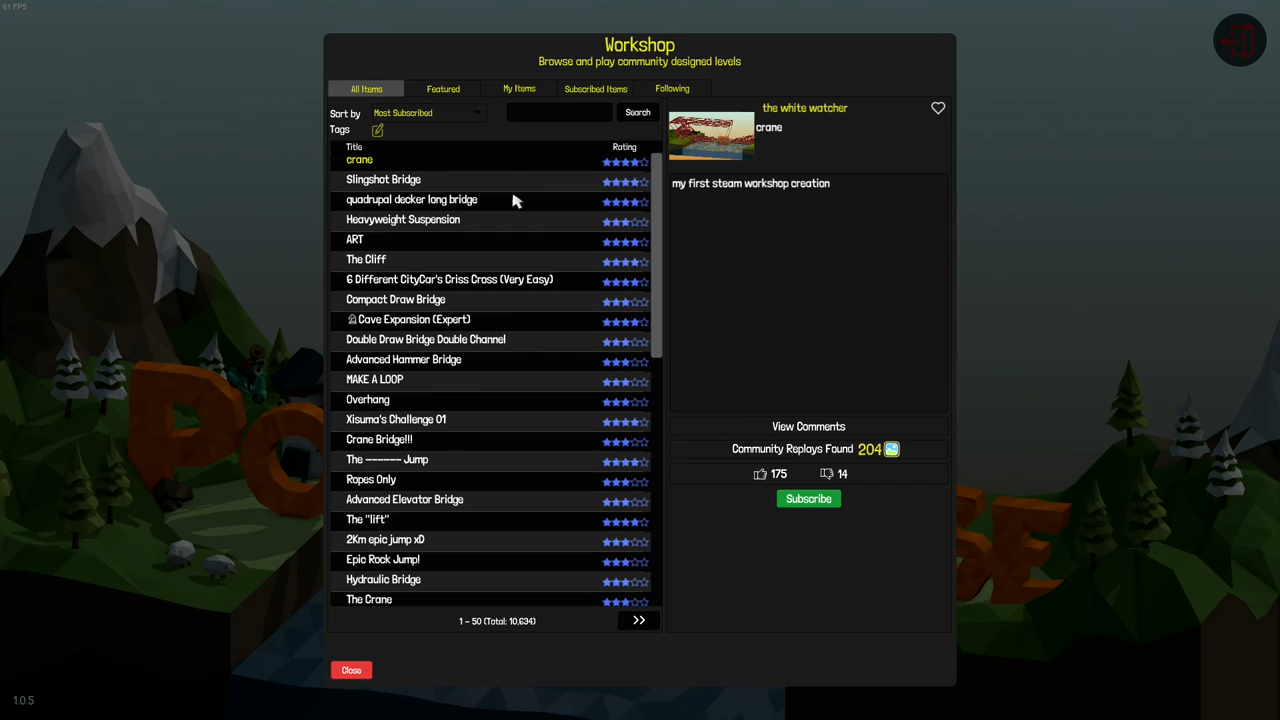 61 FPS
Workshop
Browse and play community designed levels
All Items
Featured
My Items
Subscribed Items
Following
Sort by
Most Subscribed
Search
Tags
Title
Rating
crane
Slingshot Bridge
quadrupal decker long bridge
Heavyweight Suspension
ART
The Cliff
6 Different CityCar's Criss Cross (Very Easy)
Compact Draw Bridge
Cave Expansion (Expert)
Double Draw Bridge Double Channel
Advanced Hammer Bridge
MAKE A LOOP
Overhang
Xisuma's Challenge 01
Crane Bridge!!!
The ------ Jump
Ropes Only
Advanced Elevator Bridge
The "lift"
2Km epic jump xD
Epic Rock Jump!
Hydraulic Bridge
The Crane
1 - 50 (Total: 10,634)
>>
the white watcher
crane
my first steam workshop creation
View Comments
Community Replays Found 204
175
14
Subscribe
Close
1.0.5